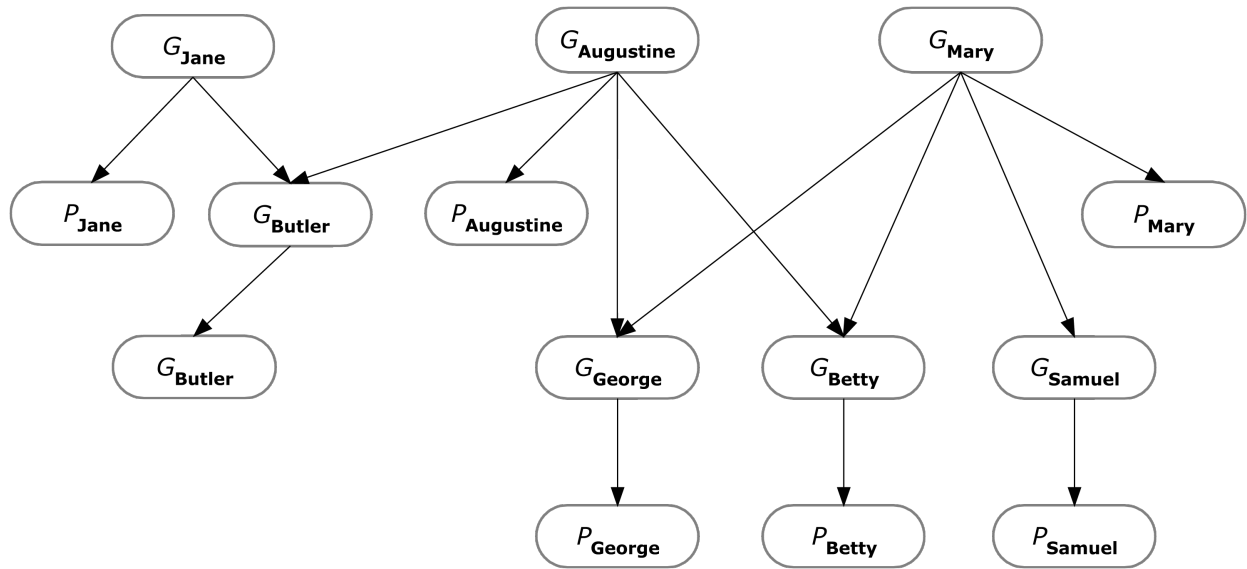 G Jane
G Augustine
G Mary
P Jane
G Butler
P Augustine
P Mary
G Butler
G George
G Betty
G Samuel
P George
P Betty
P Samuel